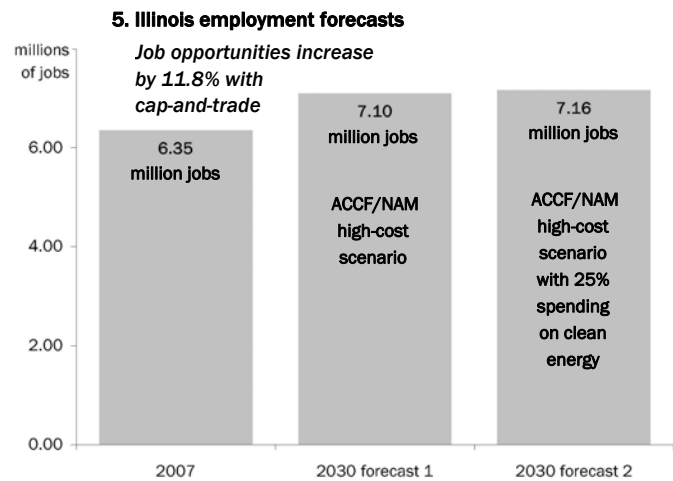 5. Illinois employment forecasts
millions
of jobs
Job opportunities increase
by 11.8% with
cap-and-trade
6.00
4.00
2.00
0.00
6.35
million jobs
7.10
million jobs
ACCF/NAM
high-cost
scenario
7.16
million jobs
ACCF/NAM
high-cost
scenario
with 25%
spending
on clean
energy
2007
2030 forecast 1
2030 forecast 2